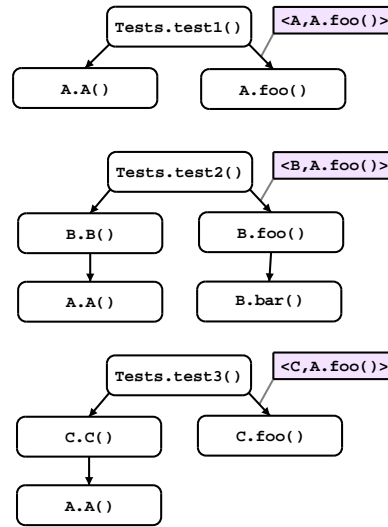 Tests.test1()
<A,A.foo()>
A.A()
A.foo()
Tests.test2()
<B,A.foo()>
B.B()
B.foo()
A.A()
B.bar()
Tests.test3()
<C,A.foo()>
C.C()
C.foo()
A.A()